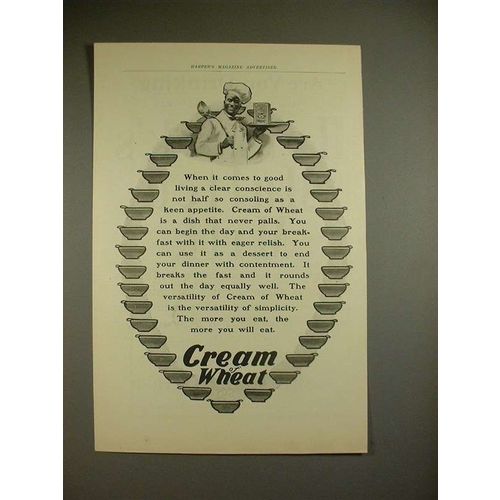 HARPER'S MAGAZINE ADVERTISER.
When it comes to good
living a clear conscience is
not half so consoling as a
keen appetite. Cream of Wheat
is a dish that never palls. You
can begin the day and your break-
fast with it with eager relish. You
can use it as a dessert to end
your dinner with contentment. It
breaks the fast and it rounds
out the day equally well. The
versatility of Cream of Wheat
is the versatility of simplicity.
The more you eat, the
more you will eat.
Cream
of
Wheat